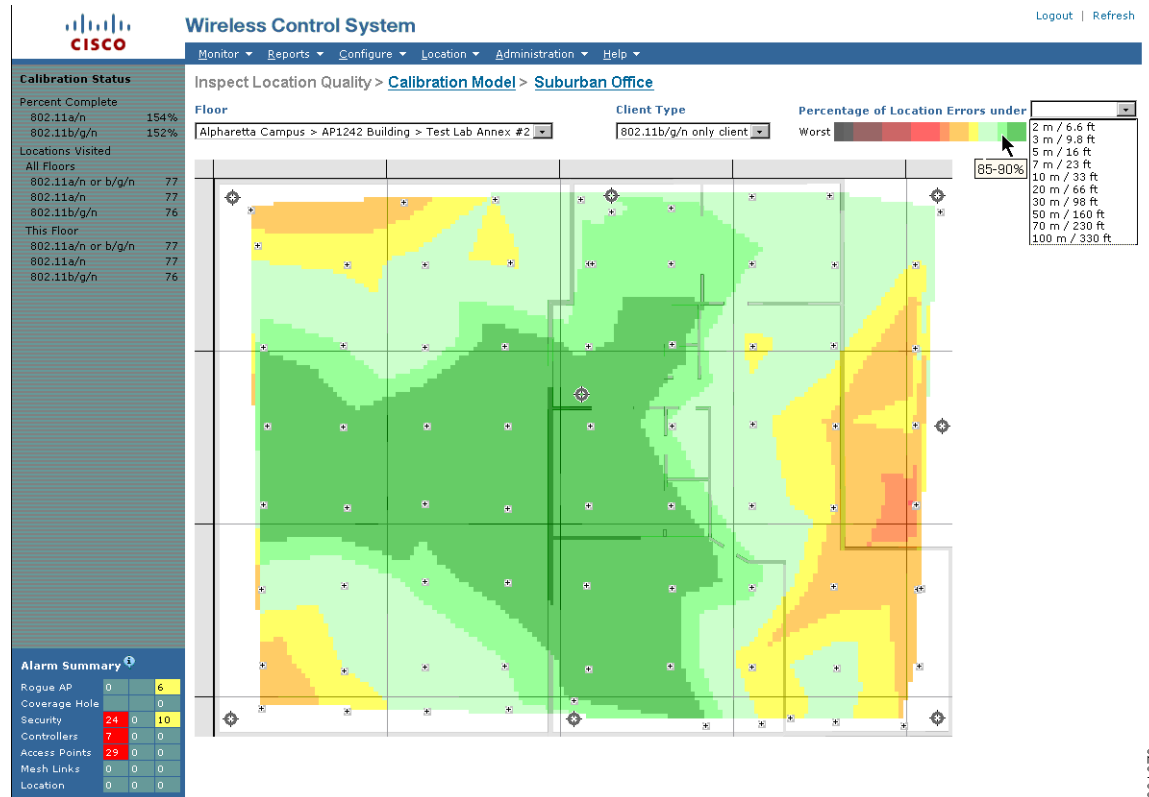 Logout | Refresh
CISCO
Wireless Control System
Monitor Reports Configure Location Administration Help
Calibration Status
Percent Complete
802.11a/n 154%
802.11b/g/n 152%
Locations Visited
All Floors
802.11a/n or b/g/n 77
802.11a/n 77
802.11b/g/n 76
This Floor
802.11a/n or b/g/n 77
802.11a/n 77
802.11b/g/n 76
Inspect Location Quality > Calibration Model > Suburban Office
Floor
Alpharetta Campus > AP1242 Building > Test Lab Annex #2
Client Type
802.11b/g/n only client
Percentage of Location Errors under
Worst
85-90%
2 m / 6.6 ft
3 m / 9.8 ft
5 m / 16 ft
7 m / 23 ft
10 m / 33 ft
20 m / 66 ft
30 m / 98 ft
50 m / 160 ft
70 m / 230 ft
100 m / 330 ft
Alarm Summary
Rogue AP 0 6
Coverage Hole 0
Security 24 0 10
Controllers 7 0 0
Access Points 29 0 0
Mesh Links 0 0 0
Location 0 0 0